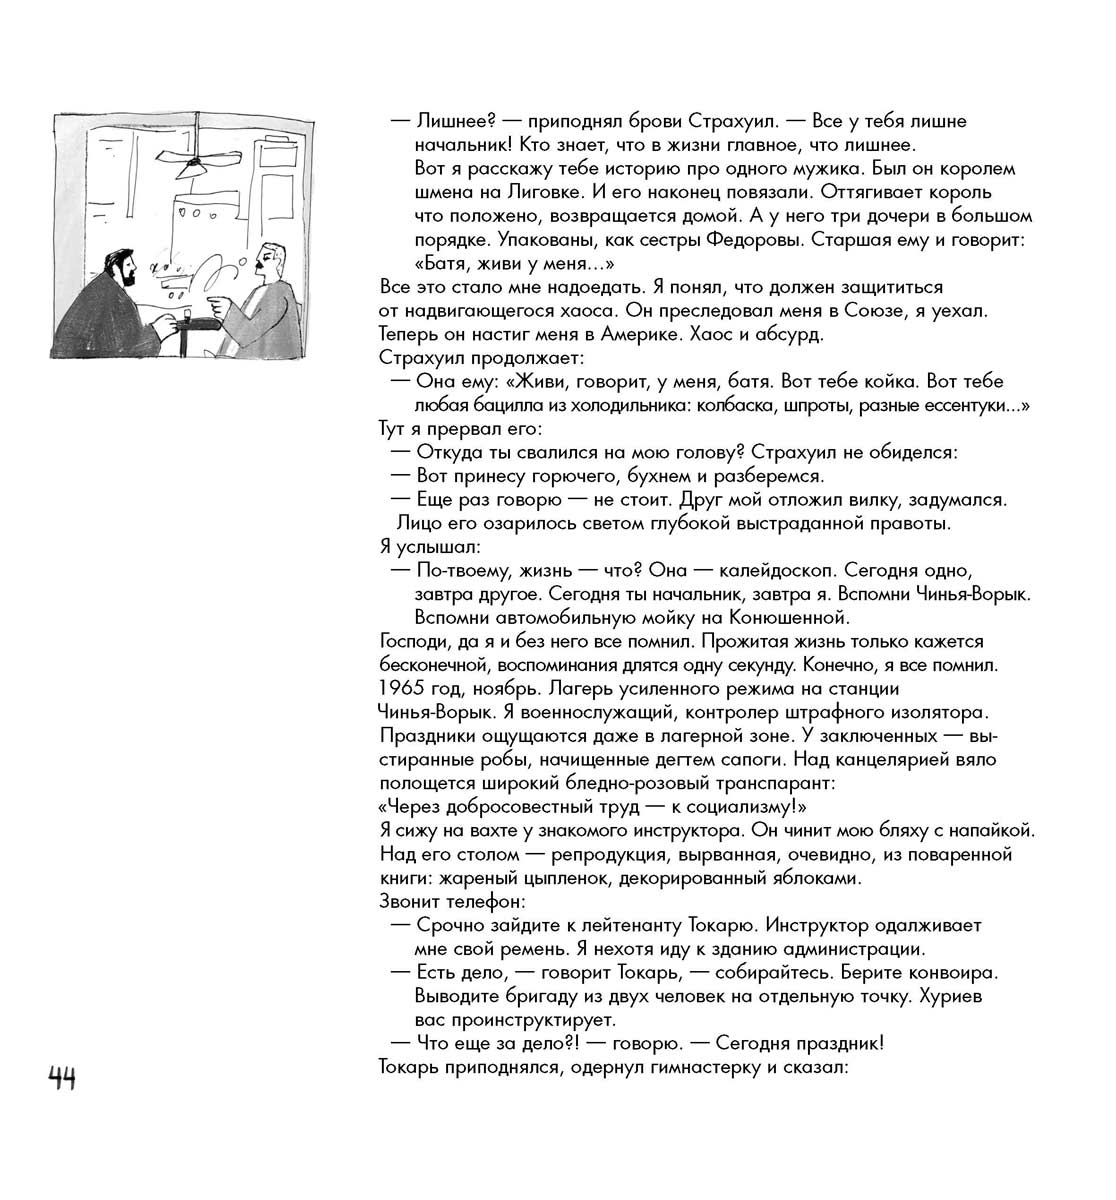 — Лишнее? — приподнял брови Страхуил. — Все у тебя лишне
начальник! Кто знает, что в жизни главное, что лишнее.
Вот я расскажу тебе историю про одного мужика. Был он королем
шмена на Лиговке. И его наконец повязали. Оттягивает король
что положено, возвращается домой. А у него три дочери в большом
порядке. Упакованы, как сестры Федоровы. Старшая ему и говорит:
«Батя, живи у меня...»
Все это стало мне надоедать. Я понял, что должен защититься
от надвигающегося хаоса. Он преследовал меня в Союзе, я уехал.
Теперь он настиг меня в Америке. Хаос и абсурд.
Страхуил продолжает:
— Она ему: «Живи, говорит, у меня, батя. Вот тебе койка. Вот тебе
любая бацилла из холодильника: колбаска, шпроты, разные ессентуки...»
Тут я прервал его:
— Откуда ты свалился на мою голову? Страхуил не обиделся:
— Вот принесу горючего, бухнем и разберемся.
— Еще раз говорю — не стоит. Друг мой отложил вилку, задумался.
Лицо его озарилось светом глубокой выстраданной правоты.
Я услышал:
— По-твоему, жизнь — что? Она — калейдоскоп. Сегодня одно,
завтра другое. Сегодня ты начальник, завтра я. Вспомни Чинья-Ворык.
Вспомни автомобильную мойку на Конюшенной.
Господи, да я и без него все помнил. Прожитая жизнь только кажется
бесконечной, воспоминания длятся одну секунду. Конечно, я все помнил.
1965 год, ноябрь. Лагерь усиленного режима на станции
Чинья-Ворык. Я военнослужащий, контролер штрафного изолятора.
Праздники ощущаются даже в лагерной зоне. У заключенных — вы-
стиранные робы, начищенные дегтем сапоги. Над канцелярией вяло
полощется широкий бледно-розовый транспарант:
«Через добросовестный труд — к социализму!»
Я сижу на вахте у знакомого инструктора. Он чинит мою бляху с напайкой.
Над его столом — репродукция, вырванная, очевидно, из поваренной
книги: жареный цыпленок, декорированный яблоками.
Звонит телефон:
— Срочно зайдите к лейтенанту Токарю. Инструктор одалживает
мне свой ремень. Я нехотя иду к зданию администрации.
— Есть дело, — говорит Токарь, — собирайтесь. Берите конвоира.
Выводите бригаду из двух человек на отдельную точку. Хуриев
вас проинструктирует.
— Что еще за дело?! — говорю. — Сегодня праздник!
Токарь приподнялся, одернул гимнастерку и сказал:
44